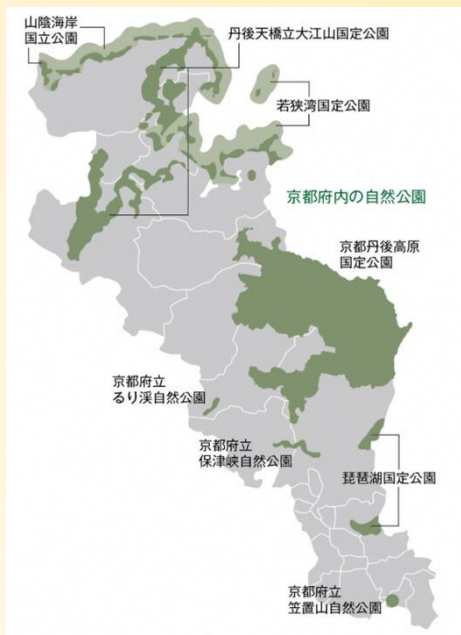 山陰海岸
国立公園
丹後天橋立大江山国定公園
若狭湾国定公園
京都府内の自然公園
京都丹後高原
国定公園
京都府立
るり渓自然公園
京都府立
保津峡自然公園
琵琶湖国定公園
京都府立
笠置山自然公園